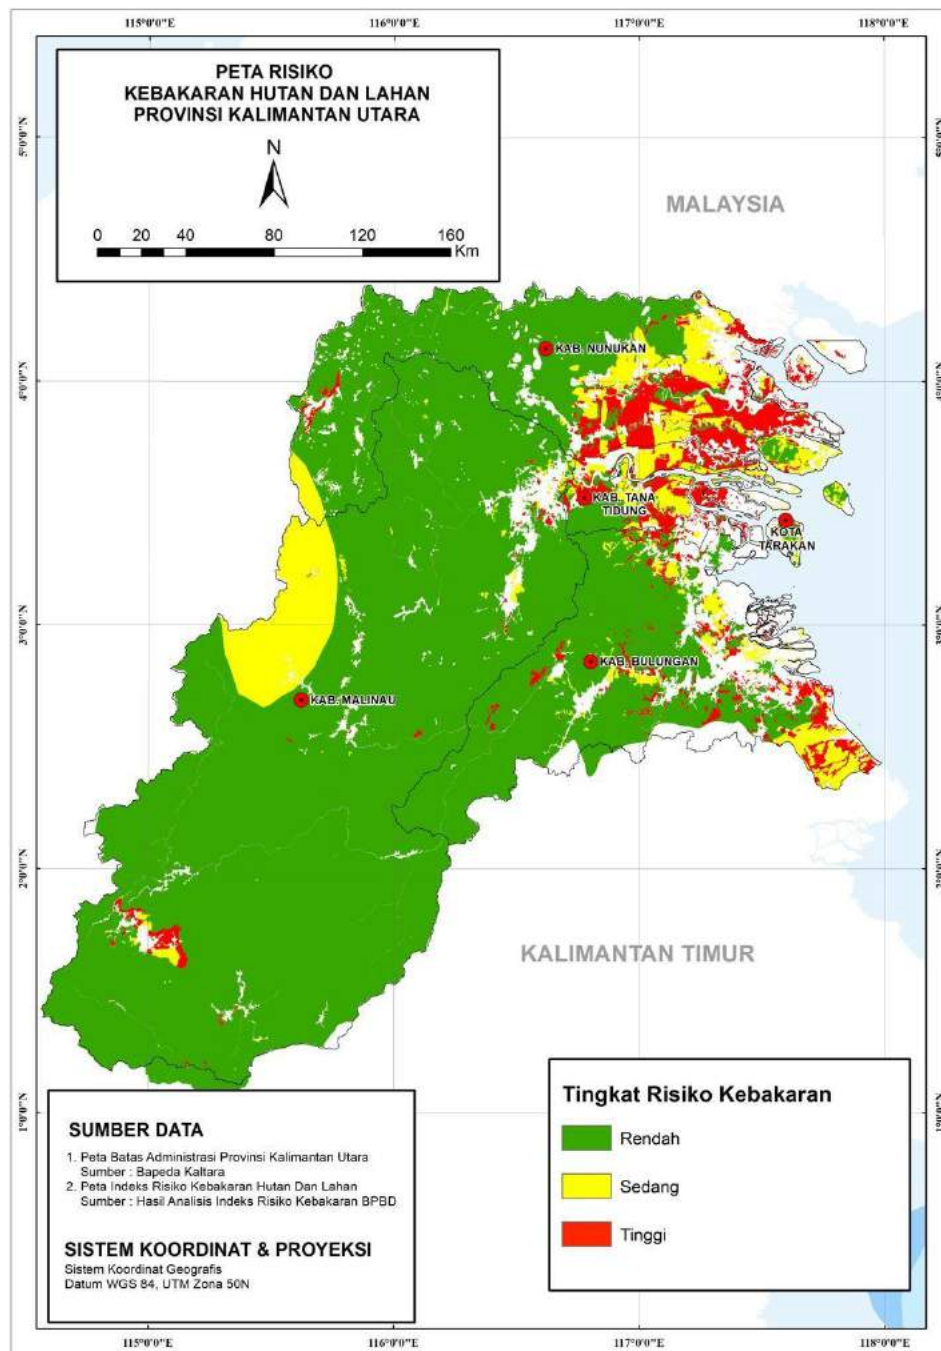 115°0'0"E 116°0'0"E 117°0'0"E 118°0'0"E
PETA RISIKO
KEBAKARAN HUTAN DAN LAHAN
PROVINSI KALIMANTAN UTARA
N
0 20 40 80 120 160
Km
5°0'0"N
MALAYSIA
KAB. NUNUKAN
4°0'0"N
KAB. TANA
TIDUNG
KOTA
TARAKAN
3°0'0"N
KAB. BULUNGAN
KAB. MALINAU
2°0'0"N
KALIMANTAN TIMUR
1°0'0"N
SUMBER DATA
1. Peta Batas Administrasi Provinsi Kalimantan Utara
Sumber : Bapeda Kaltara
2. Peta Indeks Risiko Kebakaran Hutan Dan Lahan
Sumber : Hasil Analisis Indeks Risiko Kebakaran BPBD
SISTEM KOORDINAT & PROYEKSI
Sistem Koordinat Geografis
Datum WGS 84, UTM Zona 50N
Tingkat Risiko Kebakaran
Rendah
Sedang
Tinggi
115°0'0"E 116°0'0"E 117°0'0"E 118°0'0"E